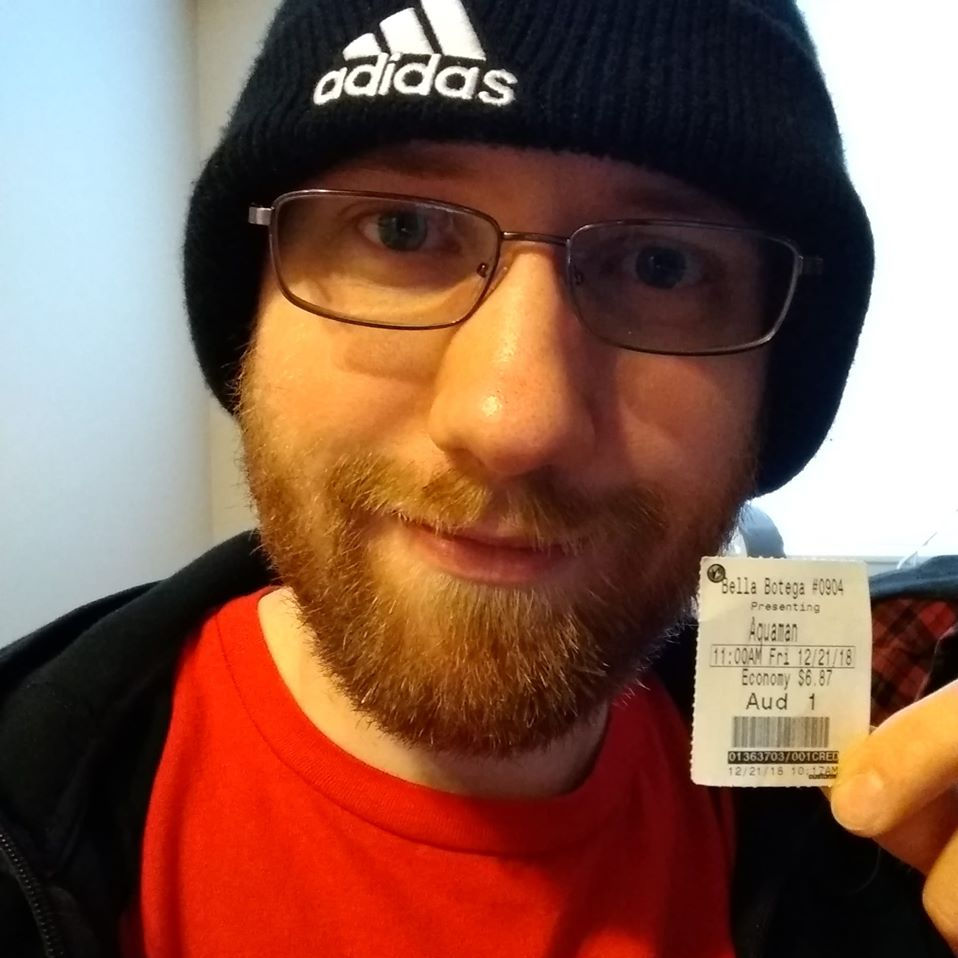 adidas
Bella Botega #0904
Presenting
Aquaman
11:00AM Fri 12/21/18
Economy $6.87
Aud 1
01363703/001CRED
12/21/18 10:17AM